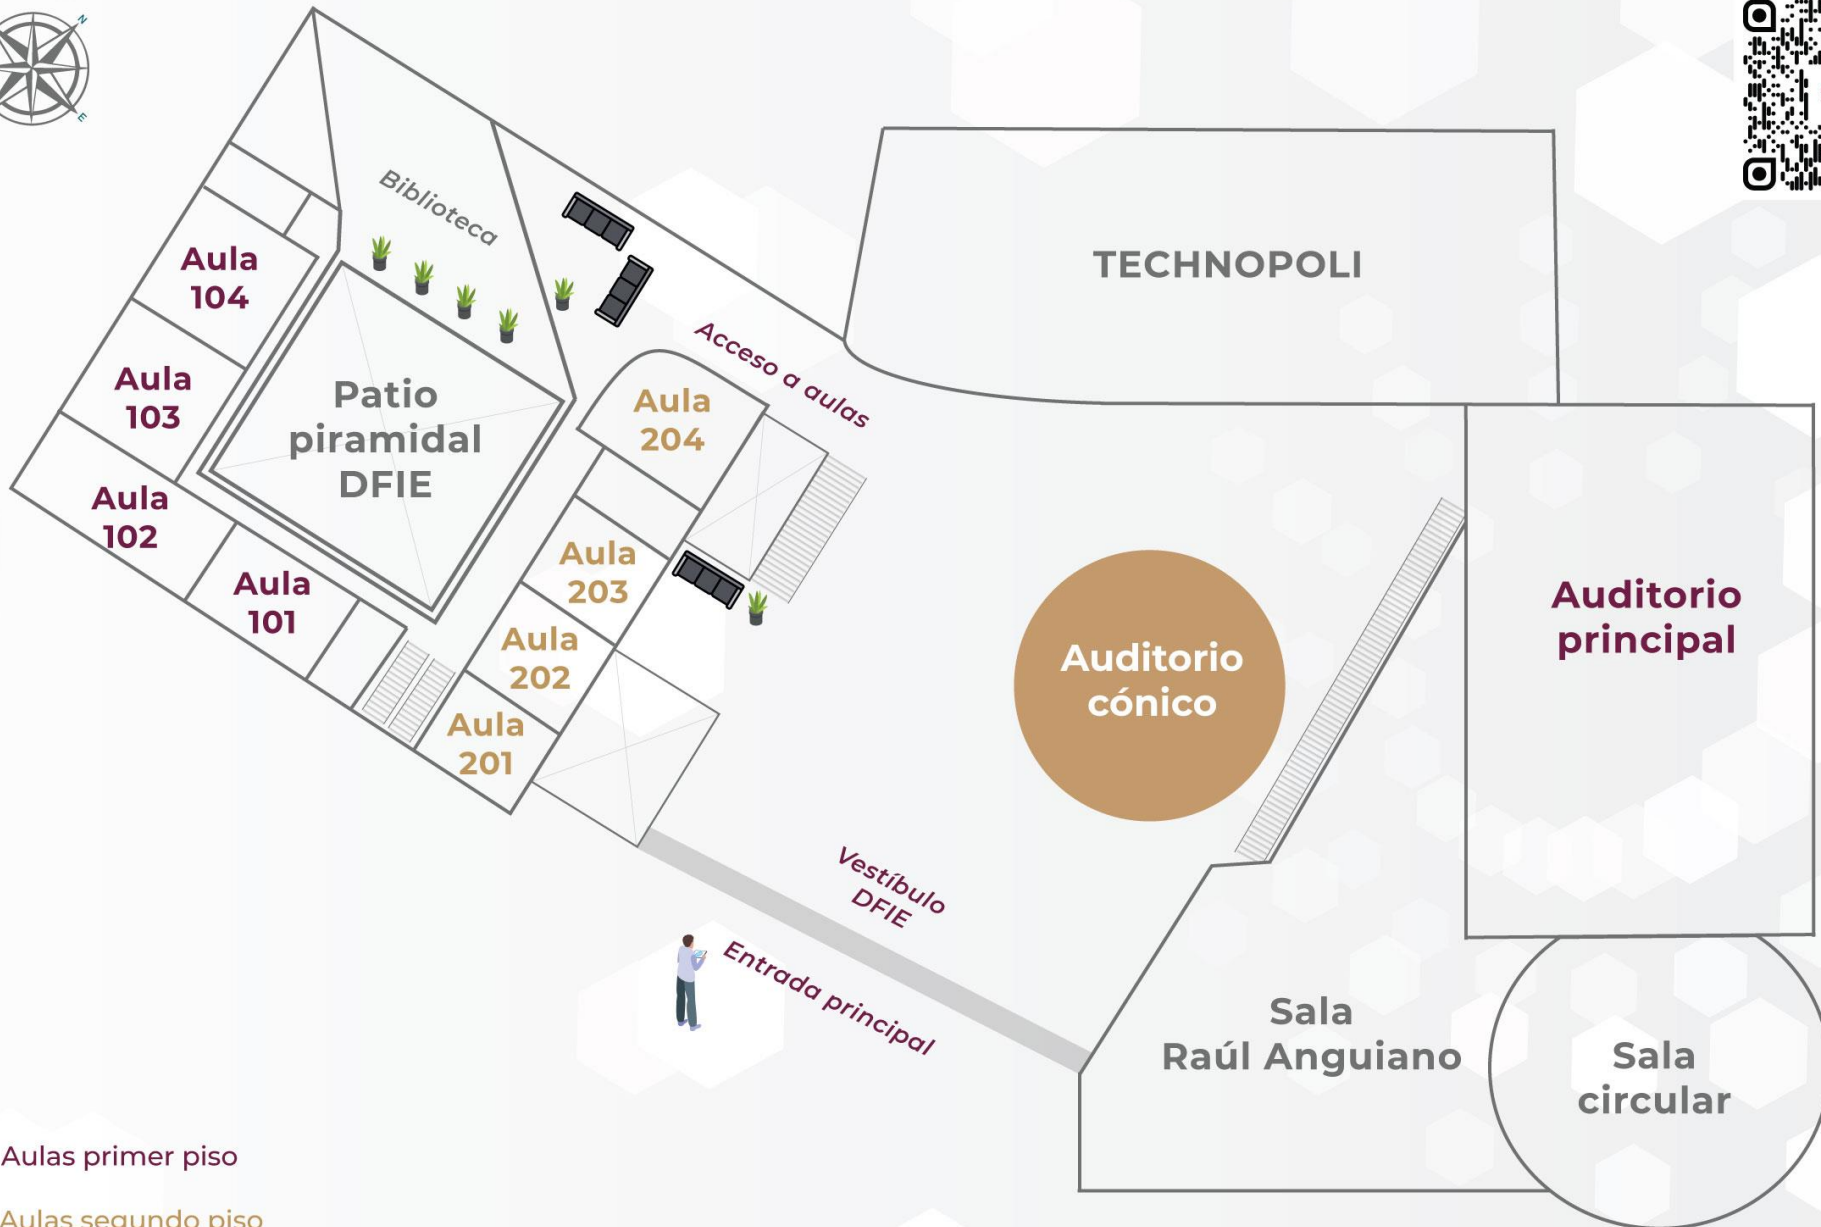 N
E
Biblioteca
TECHNOPOLI
Aula
104
Acceso a aulas
Aula
103
Patio
piramidal
DFIE
Aula
204
Aula
102
Aula
101
Aula
203
Aula
202
Aula
201
Auditorio
cónico
Auditorio
principal
Vestíbulo
DFIE
Entrada principal
Sala
Raúl Anguiano
Sala
circular
Aulas primer piso
Aulas segundo piso